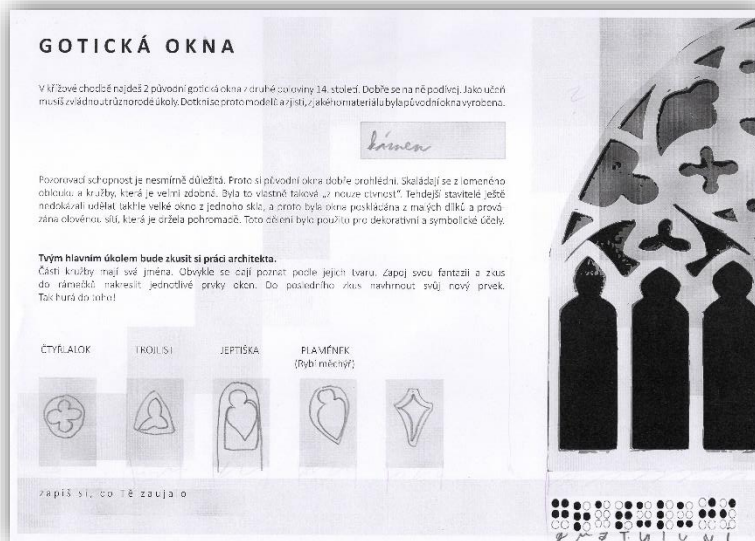 GOTICKÁ OKNA
V křížové chodbě najdeš 2 původní gotická okna z druhé poloviny 14. století. Dobře se na ně podívej. Jako učeň
musíš zvládnout různorodé úkoly. Dotkni se proto modelů a zjisti, z jakého materiálu byla původní okna vyrobena.
kámen
Pozorovací schopnost je nesmírně důležitá. Proto si původní okna dobře prohlédni. Skládají se z lomeného
oblouku a kružby, která je velmi zdobná. Byla to vlastně taková „z nouze ctnost“. Tehdejší stavitelé ještě
nedokázali udělat takhle velké okno z jednoho skla, a proto byla okna poskládána z malých dílků a prová-
zána olověnou sítí, která je držela pohromadě. Toto dělení bylo použito pro dekorativní a symbolické účely.
Tvým hlavním úkolem bude zkusit si práci architekta.
Části kružby mají svá jména. Obvykle se dají poznat podle jejich tvaru. Zapoj svou fantazii a zkus
do rámečků nakreslit jednotlivé prvky oken. Do posledního zkus navrhnout svůj nový prvek.
Tak hurá do toho!
ČTYŘLALOK TROJLIST JEPTIŠKA PLAMÉNEK
(Rybí měchýř)
zapiš si, co Tě zaujalo